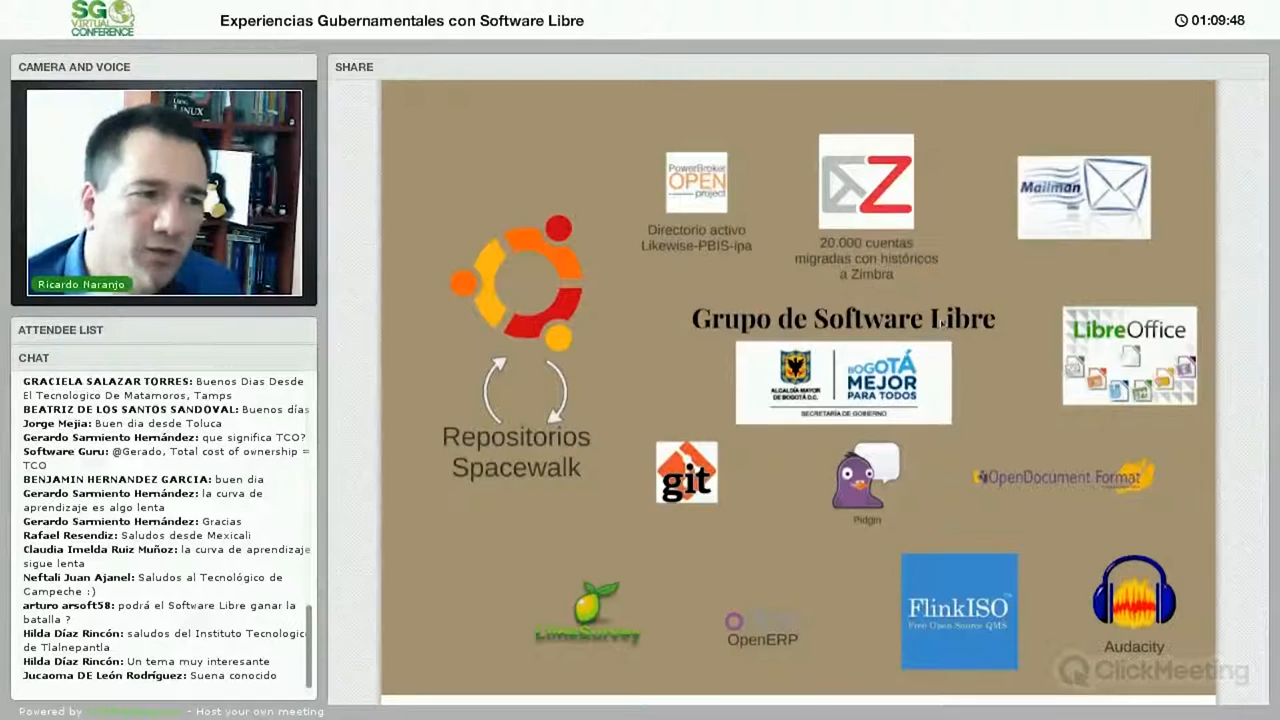 SG
VIRTUAL
CONFERENCE
Experiencias Gubernamentales con Software Libre
01:09:48
CAMERA AND VOICE
LINUX
Ricardo Naranjo
ATTENDEE LIST
CHAT
GRACIELA SALAZAR TORRES: Buenos Dias Desde
El Tecnologico De Matamoros, Tamps
BEATRIZ DE LOS SANTOS SANDOVAL: Buenos días
Jorge Mejia: Buen dia desde Toluca
Gerardo Sarmiento Hernández: que significa TCO?
Software Guru: @Gerado, Total cost of ownership =
TCO
BENJAMIN HERNANDEZ GARCIA: buen dia
Gerardo Sarmiento Hernández: la curva de
aprendizaje es algo lenta
Gerardo Sarmiento Hernández: Gracias
Rafael Resendiz: Saludos desde Mexicali
Claudia Imelda Ruiz Muñoz: la curva de aprendizaje
sigue lenta
Neftali Juan Ajanel: Saludos al Tecnológico de
Campeche :)
arturo arsoft58: podrá el Software Libre ganar la
batalla ?
Hilda Díaz Rincón: saludos del Instituto Tecnologic
de Tlalnepantla
Hilda Díaz Rincón: Un tema muy interesante
Jucaoma DE León Rodríguez: Suena conocido
Powered by
- Host your own meeting
SHARE
PowerBroker
OPEN
project
Directorio activo
Likewise-PBIS-ipa
Z
20.000 cuentas
migradas con históricos
a Zimbra
Mailman
Grupo de Software Libre
ALCALDÍA MAYOR
DE BOGOTÁ D.C.
BOGOTÁ
MEJOR
PARA TODOS
SECRETARÍA DE GOBIERNO
LibreOffice
Repositorios
Spacewalk
git
Pidgin
OpenDocument Format
LimeSurvey
OpenERP
FlinkISO
Free Open Source QMS
Audacity
ClickMeeting